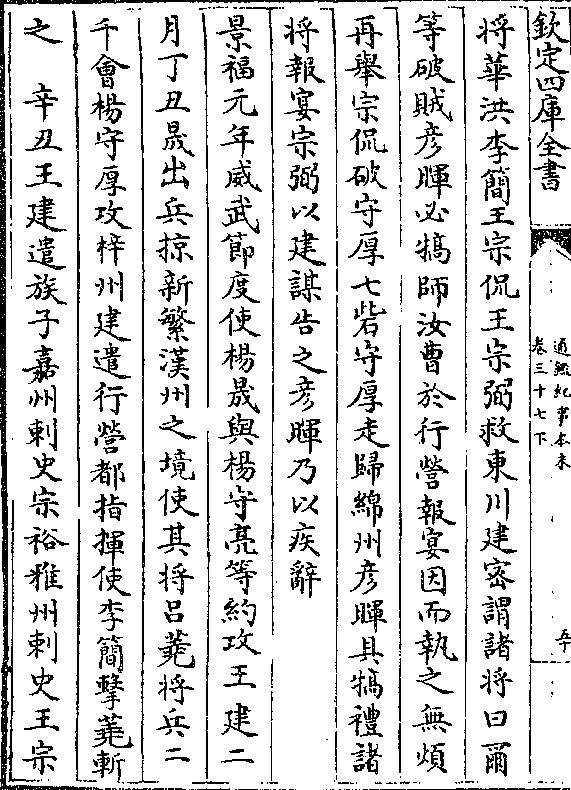 欽定四庫全書
通鑑紀事本末
卷三十七下
五十
將華洪李簡王宗侃王宗弼救東川建密謂諸將曰爾
等破賊彦暉必犒師汝曹於行營報宴因而執之無煩
再舉宗侃破守厚七砦守厚走歸綿州彦暉具犒禮諸
將報宴宗弼以建謀告之彦暉乃以疾辭
景福元年威武節度使楊晟與楊守亮等約攻王建二
月丁丑晟出兵掠新繁漢州之境使其將吕蕘將兵二
千會楊守厚攻梓州建遣行營都指揮使李簡擊蕘斬
之　辛丑王建遣族子嘉州刺史宗裕雅州刺史王宗